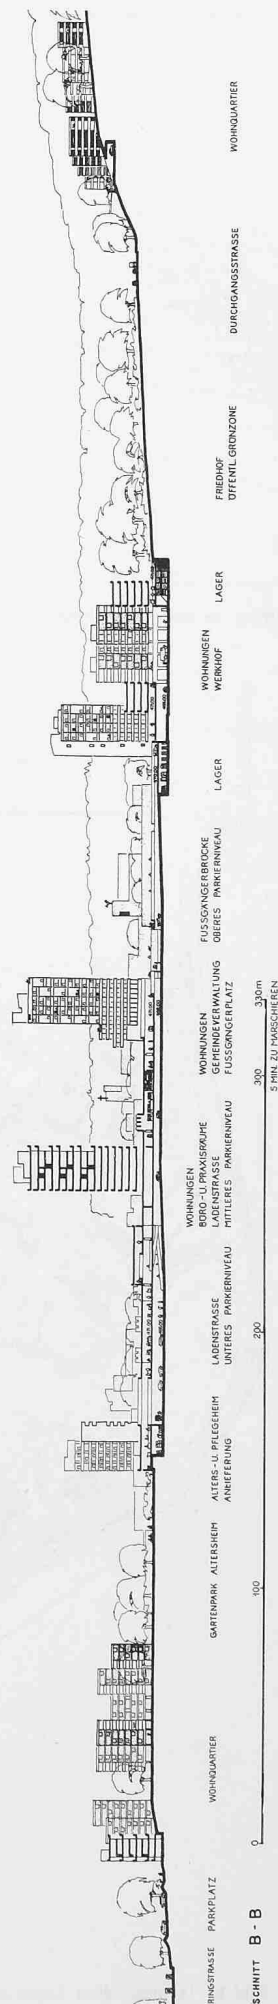 RINGSTRASSE
PARKPLATZ
WOHNQUARTIER
GARTENPARK ALTERSHEIM
ALTERS- U. PFLEGEHEIM
ANLIEFERUNG
LADENSTRASSE
UNTERES PARKIERNIVEAU
WOHNUNGEN
BÜRO- U. PRAXISRÄUME
LADENSTRASSE
MITTLERES PARKIERNIVEAU
WOHNUNGEN
GEMEINDEVERWALTUNG
FUSSGÄNGERPLATZ
FUSSGÄNGERBRÜCKE
OBERES PARKIERNIVEAU
LAGER
WOHNUNGEN
WERKHOF
LAGER
FRIEDHOF
ÖFFENTL. GRÜNZONE
DURCHGANGSSTRASSE
WOHNQUARTIER
SCHNITT B - B
0 100 200 300 330m
5 MIN. ZU MARSCHIEREN